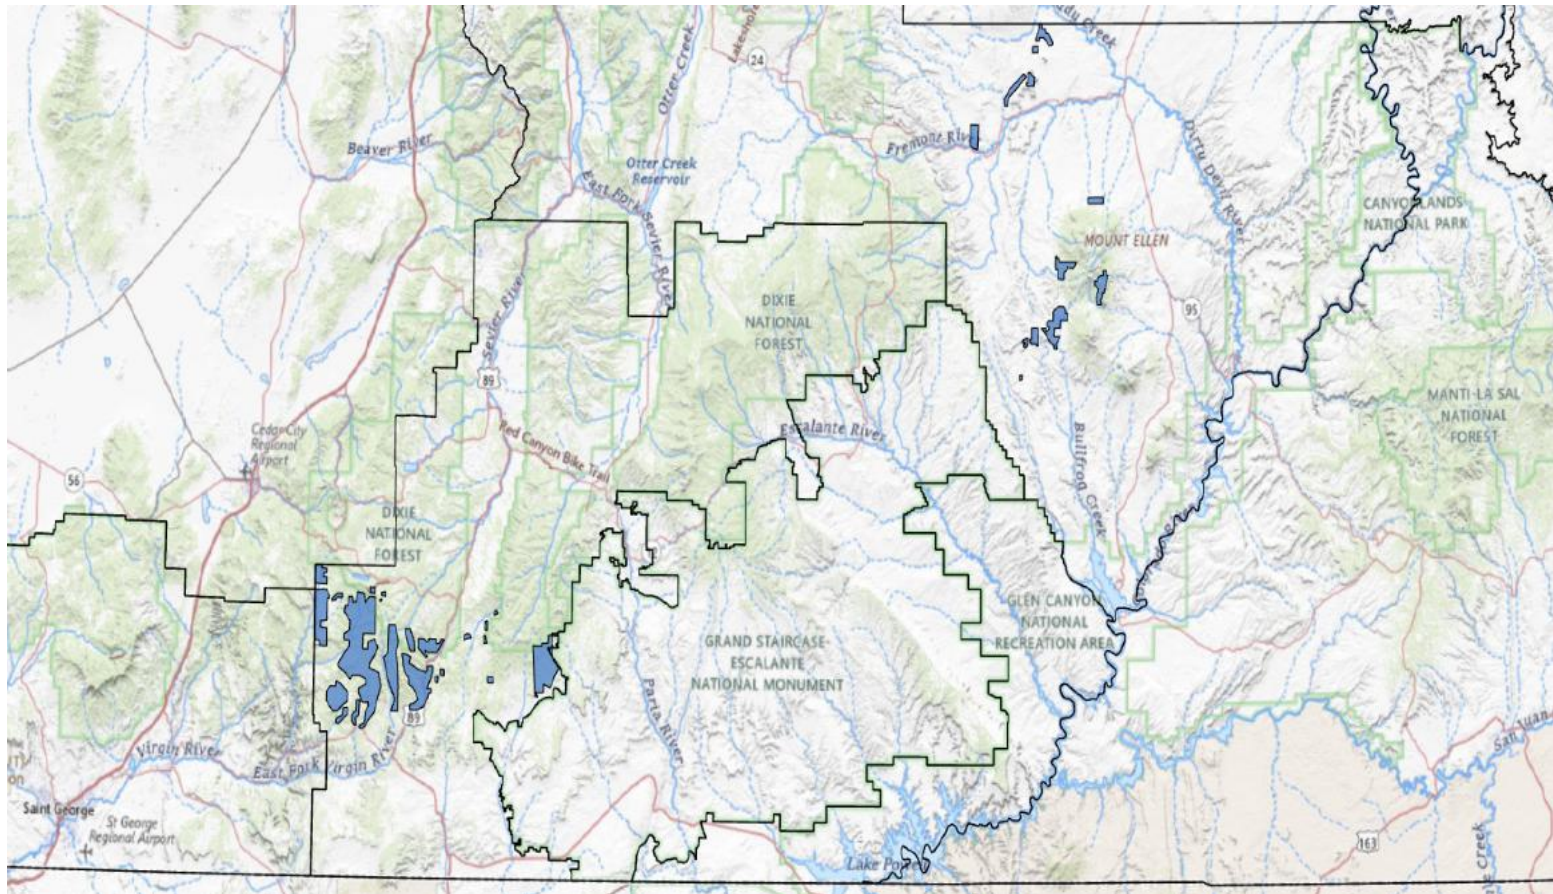 Lakeshore
24
Otter Creek
Beaver River
Otter Creek
Reservoir
East Fork Sevier River
Fremont River
Dirty Devil River
CANYONLANDS
NATIONAL PARK
MOUNT ELLEN
DIXIE
NATIONAL
FOREST
95
Sevier River
89
MANTI-LA SAL
NATIONAL
FOREST
Cedar City
Regional
Airport
Red Canyon Bike Trail
Escalante River
Bullfrog Creek
56
DIXIE
NATIONAL
FOREST
GLEN CANYON
NATIONAL
RECREATION AREA
GRAND STAIRCASE-
ESCALANTE
NATIONAL MONUMENT
Paria River
89
Virgin River
East Fork Virgin River
San Juan
Saint George
St George
Regional Airport
Lake Powell
163
Creek